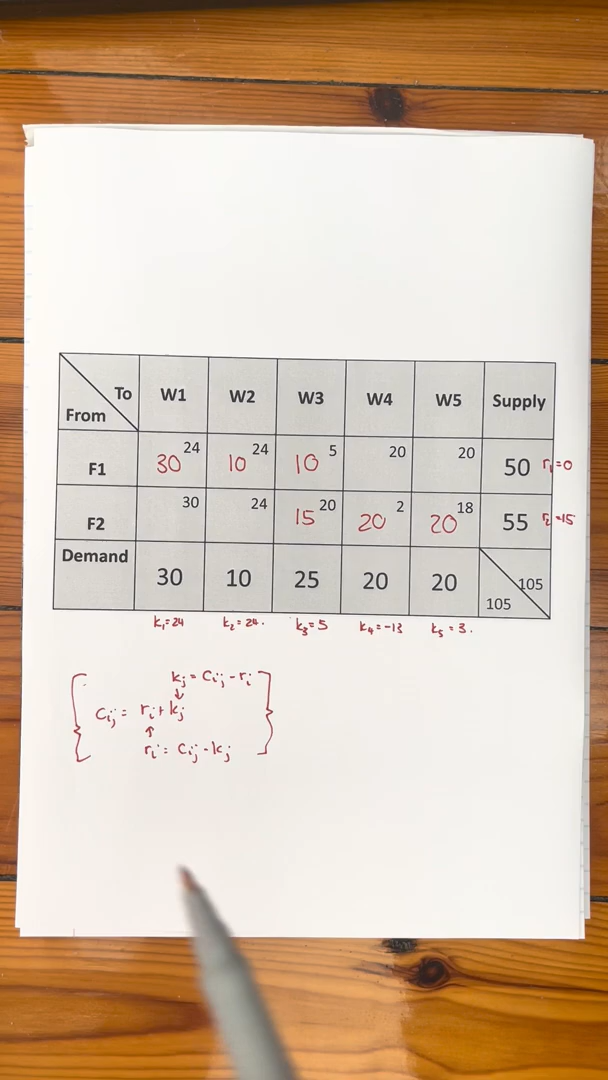 To W1 W2 W3 W4 W5 Supply
From
24 24 5 20 20
F1 30 10 10 50 r₁=0
30 24 20 2 18
F2 15 20 20 55 r₂=15
Demand
30 10 25 20 20 105
105
k₁=24 k₂=24. k₃=5 k₄=-13 k₅=3.
kⱼ = Cᵢⱼ - rᵢ
Cᵢⱼ = rᵢ + kⱼ
rᵢ = Cᵢⱼ - kⱼ